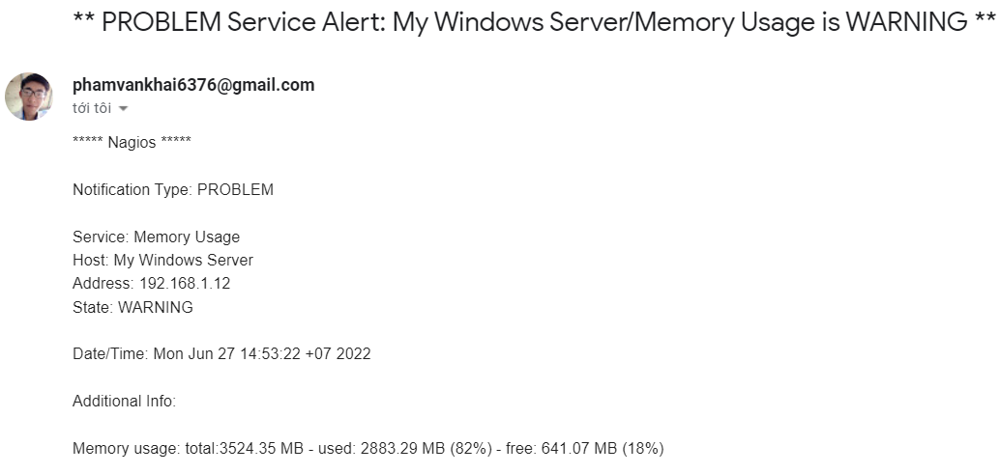 ** PROBLEM Service Alert: My Windows Server/Memory Usage is WARNING **
phamvankhai6376@gmail.com
tới tôi
***** Nagios *****
Notification Type: PROBLEM
Service: Memory Usage
Host: My Windows Server
Address: 192.168.1.12
State: WARNING
Date/Time: Mon Jun 27 14:53:22 +07 2022
Additional Info:
Memory usage: total:3524.35 MB - used: 2883.29 MB (82%) - free: 641.07 MB (18%)